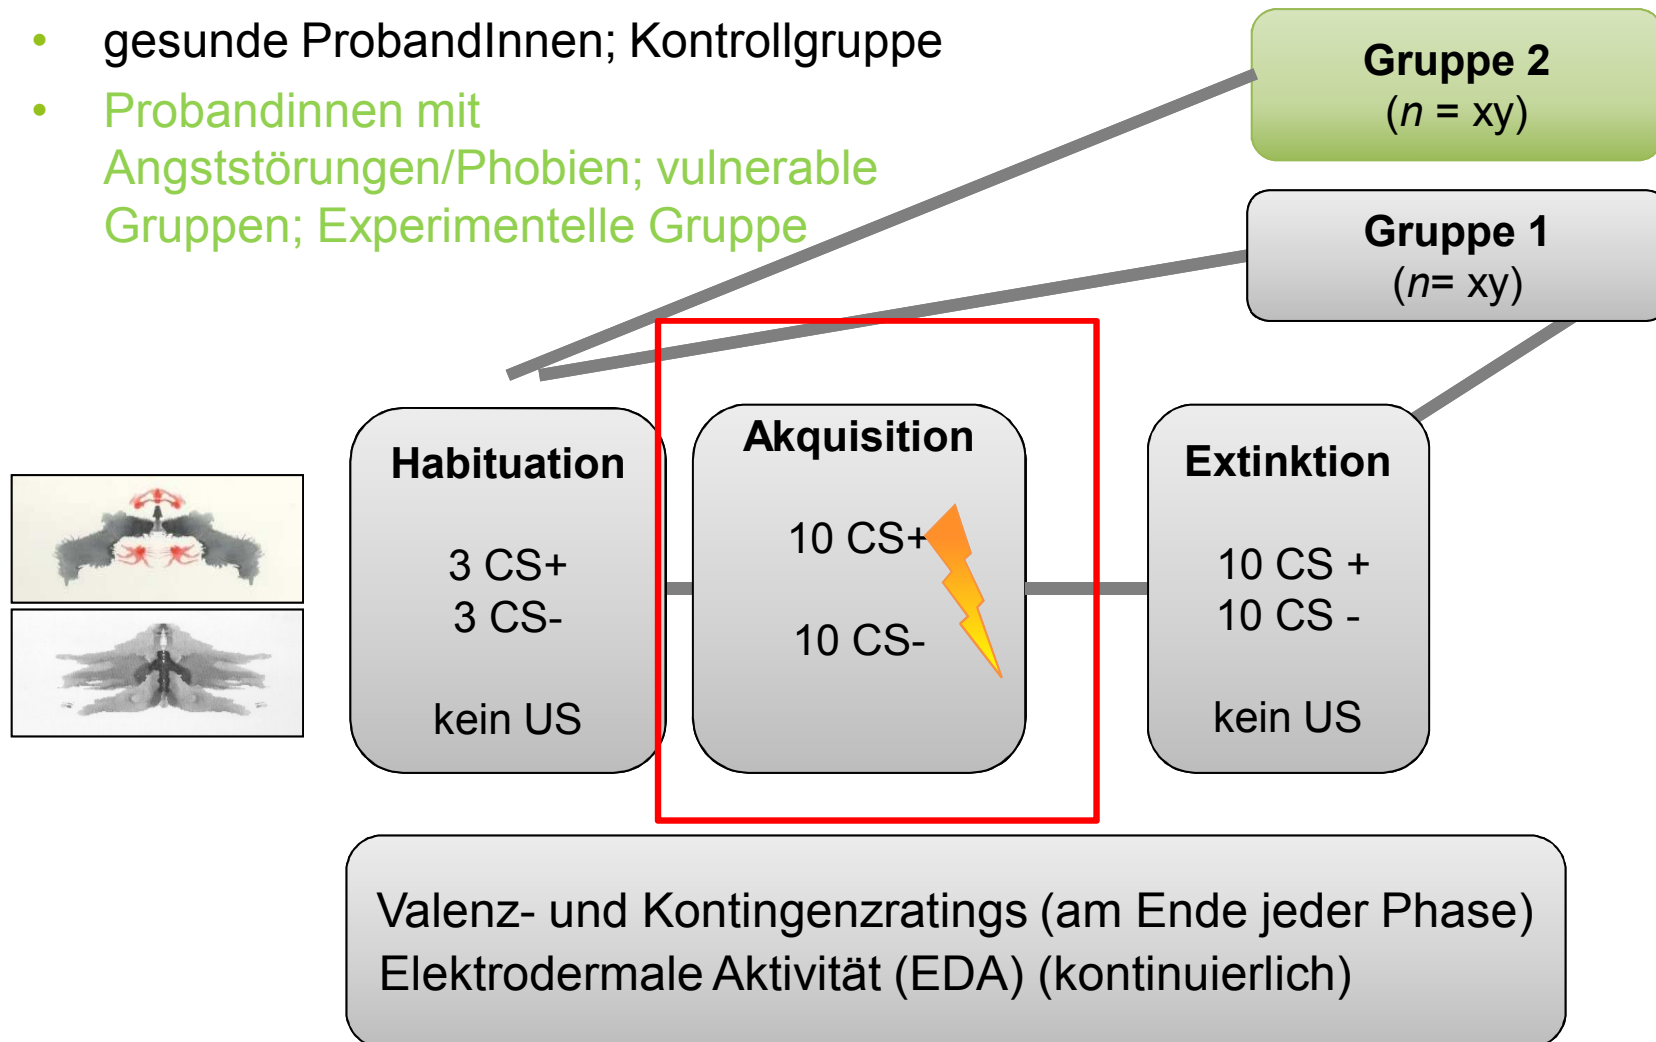 • gesunde ProbandInnen; Kontrollgruppe
• Probandinnen mit
Angststörungen/Phobien; vulnerable
Gruppen; Experimentelle Gruppe
Gruppe 2
(n = xy)
Gruppe 1
(n= xy)
Habituation
3 CS+
3 CS-
kein US
Akquisition
10 CS+
10 CS-
Extinktion
10 CS +
10 CS -
kein US
Valenz- und Kontingenzratings (am Ende jeder Phase)
Elektrodermale Aktivität (EDA) (kontinuierlich)